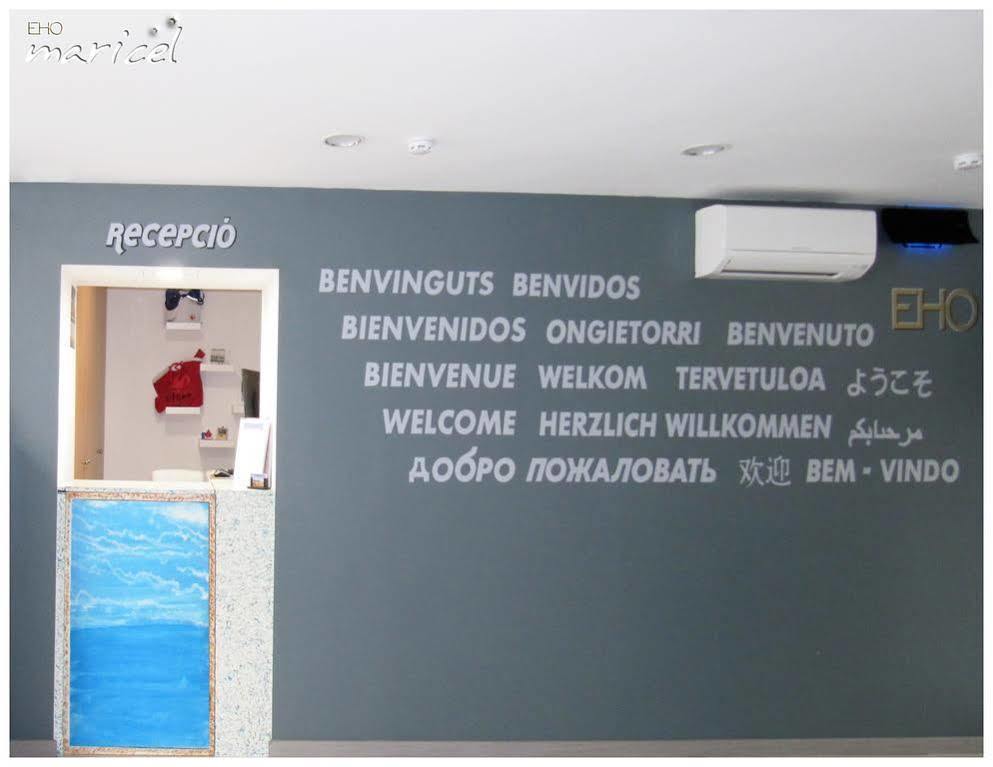 EHO
maricel
RECEPCIÓ
BENVINGUTS BENVIDOS
BIENVENIDOS ONGIETORRI BENVENUTO
EHO
BIENVENUE WELKOM TERVETULOA ようこそ
WELCOME HERZLICH WILLKOMMEN مرحبابكم
ДОБРО ПОЖАЛОВАТЬ 欢迎 BEM - VINDO